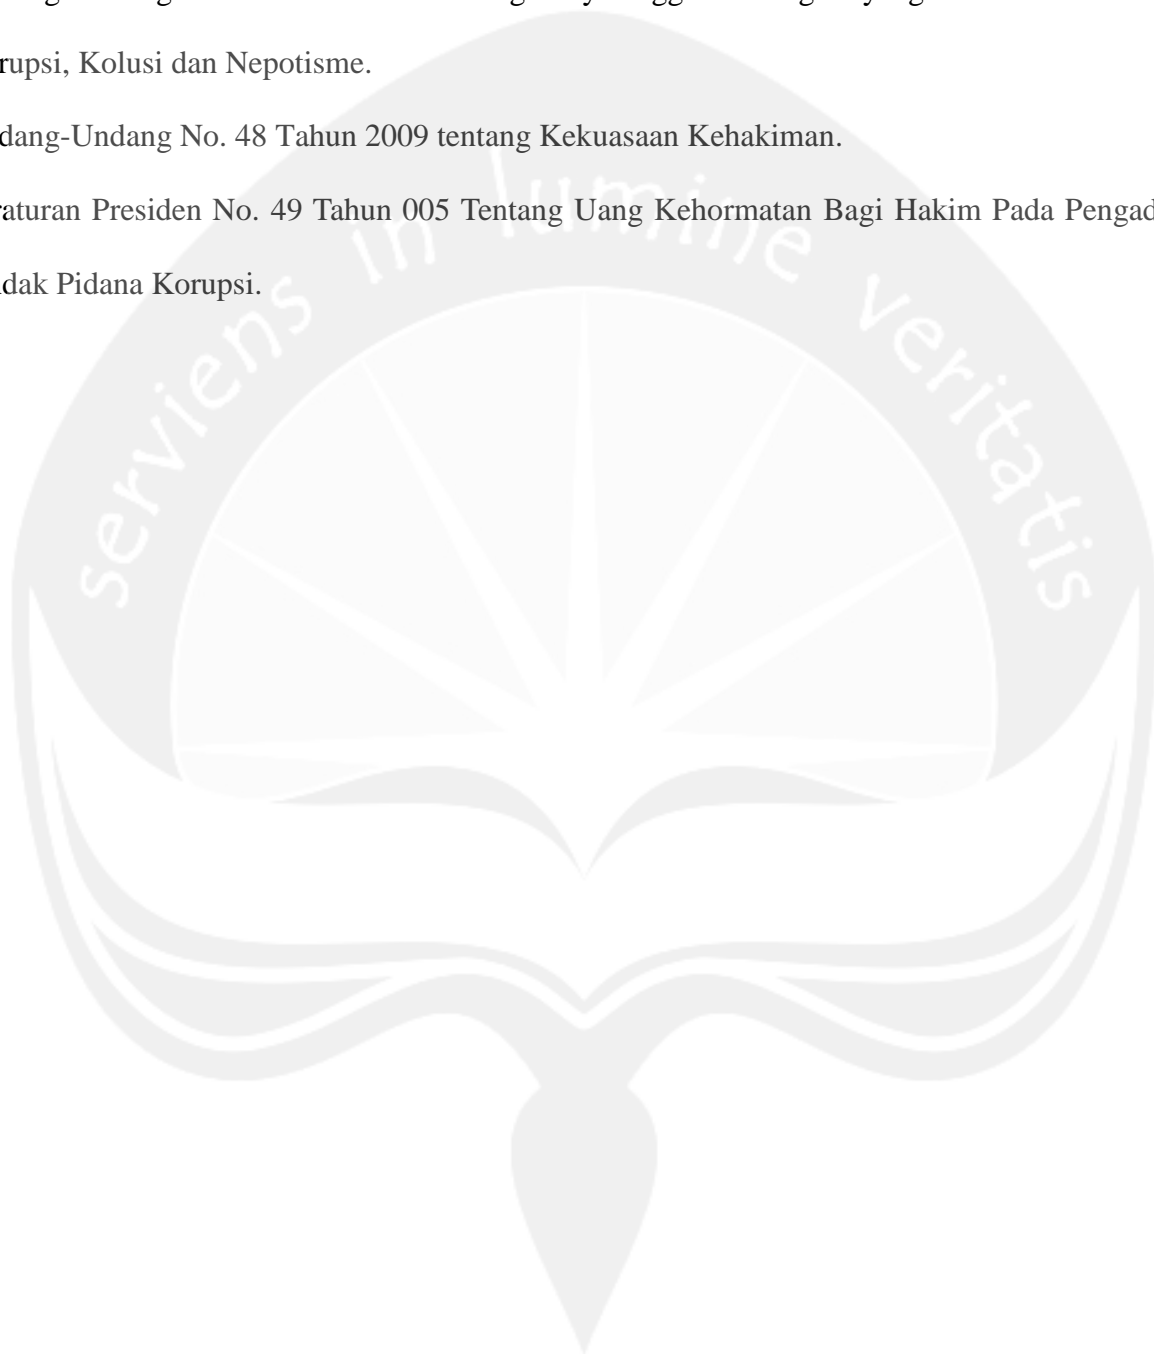 rupsi, Kolusi dan Nepotisme.
dang-Undang No. 48 Tahun 2009 tentang Kekuasaan Kehakiman.
raturan Presiden No. 49 Tahun 005 Tentang Uang Kehormatan Bagi Hakim Pada Pengad
dak Pidana Korupsi.
serviens in lumine veritatis